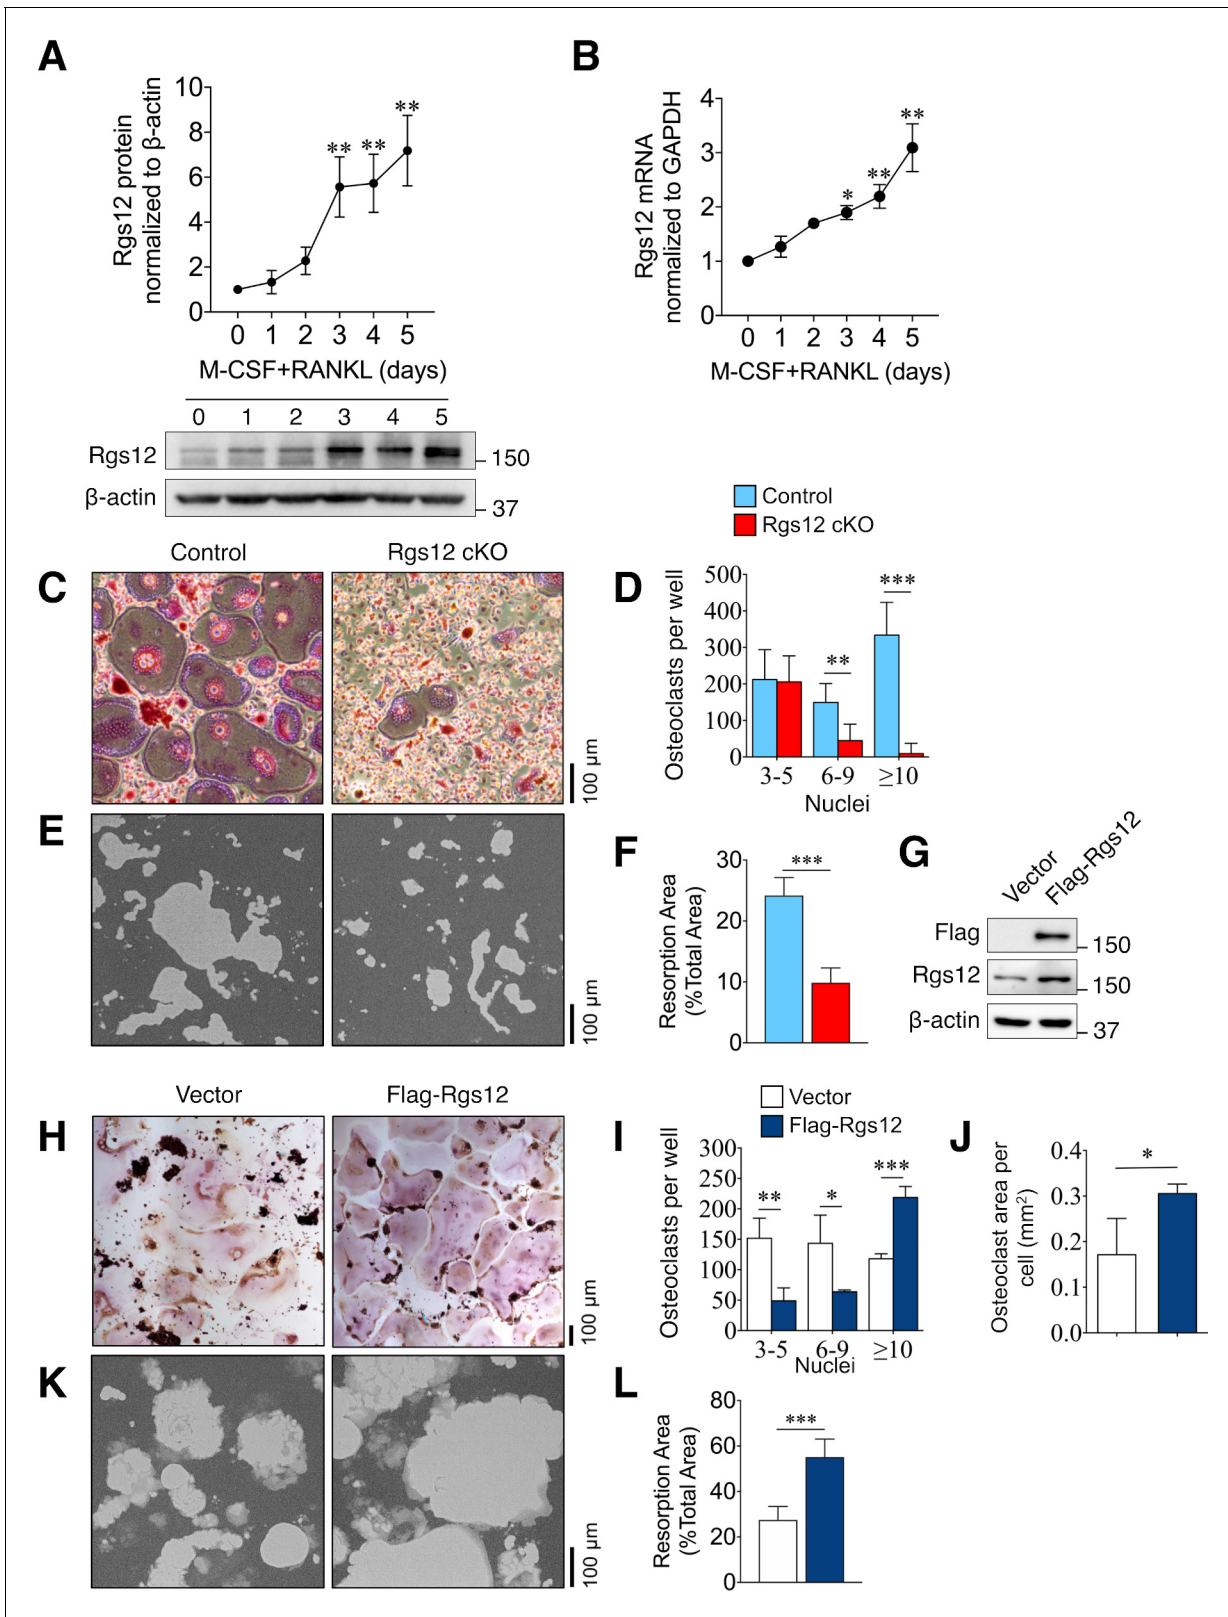 A
Rgs12 protein
normalized to β-actin
10
8
6
4
2
0
**
**
**
0 1 2 3 4 5
M-CSF+RANKL (days)
0 1 2 3 4 5
Rgs12
150
β-actin
37
B
Rgs12 mRNA
normalized to GAPDH
4
3
2
1
0
*
**
**
0 1 2 3 4 5
M-CSF+RANKL (days)
Control
Rgs12 cKO
C
Control
Rgs12 cKO
100 μm
D
Osteoclasts per well
500
400
300
200
100
0
**
***
3-5 6-9 ≥10
Nuclei
E
100 μm
F
Resorption Area
(%Total Area)
30
20
10
0
***
G
Vector
Flag-Rgs12
Flag
150
Rgs12
150
β-actin
37
H
Vector
Flag-Rgs12
100 μm
Vector
Flag-Rgs12
I
Osteoclasts per well
300
250
200
150
100
50
0
**
*
***
3-5 6-9 ≥10
Nuclei
J
Osteoclast area per
cell (mm²)
0.4
0.3
0.2
0.1
0.0
*
K
100 μm
L
Resorption Area
(%Total Area)
80
60
40
20
0
***